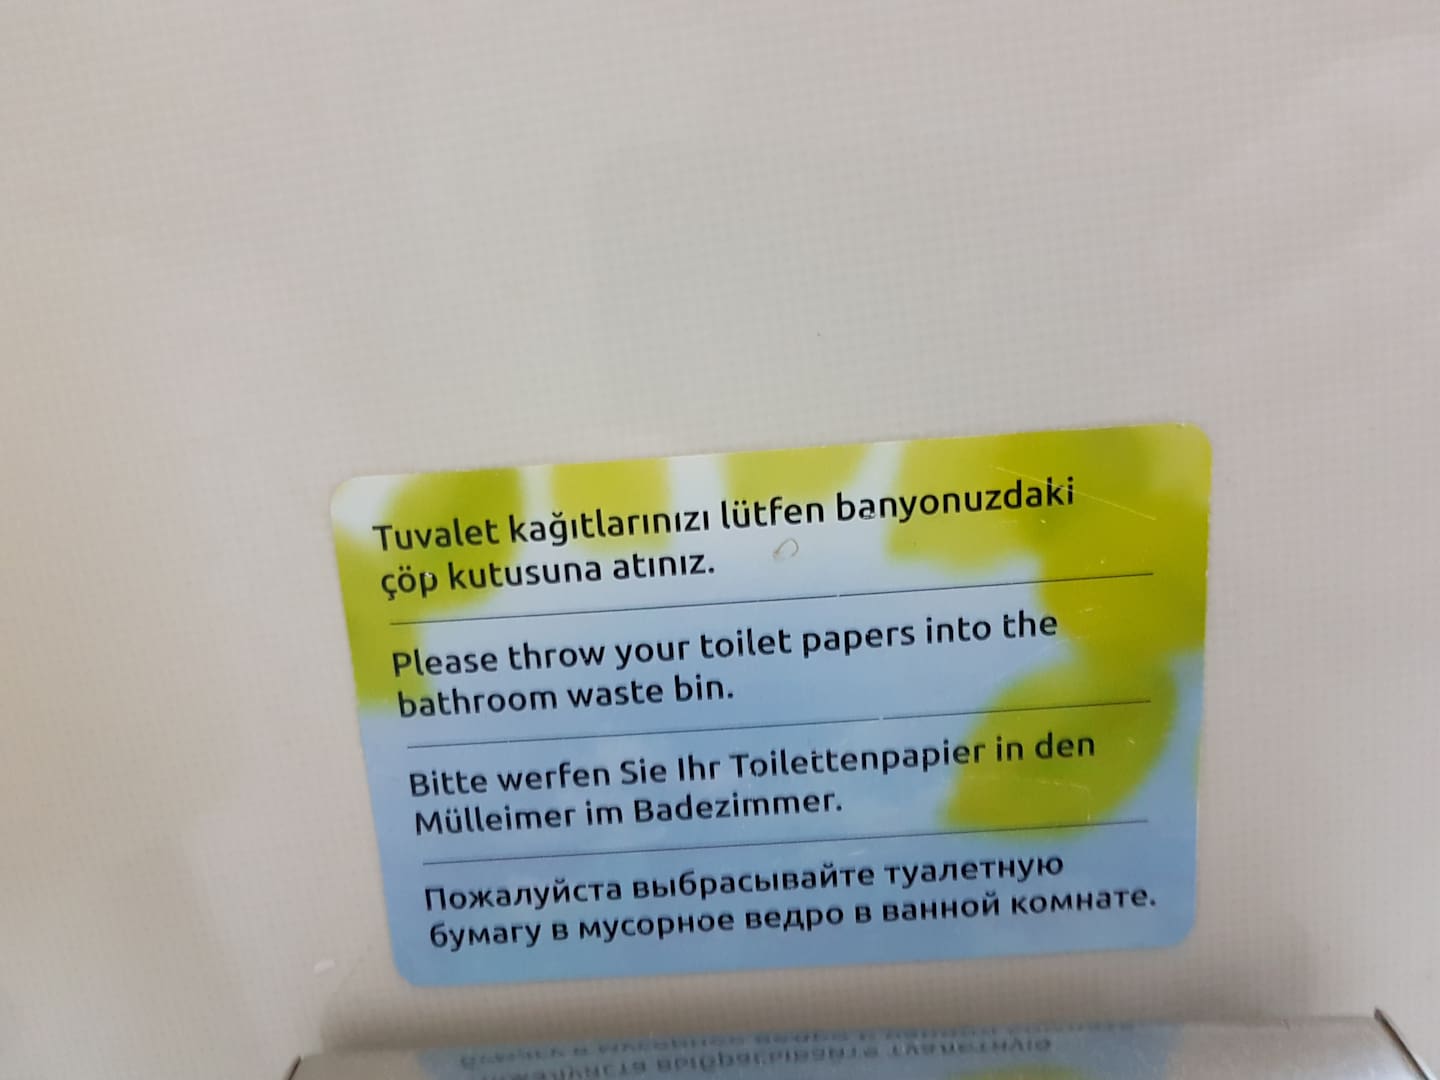 Tuvalet kağıtlarınızı lütfen banyonuzdaki
çöp kutusuna atınız.
Please throw your toilet papers into the
bathroom waste bin.
Bitte werfen Sie Ihr Toilettenpapier in den
Mülleimer im Badezimmer.
Пожалуйста выбрасывайте туалетную
бумагу в мусорное ведро в ванной комнате.